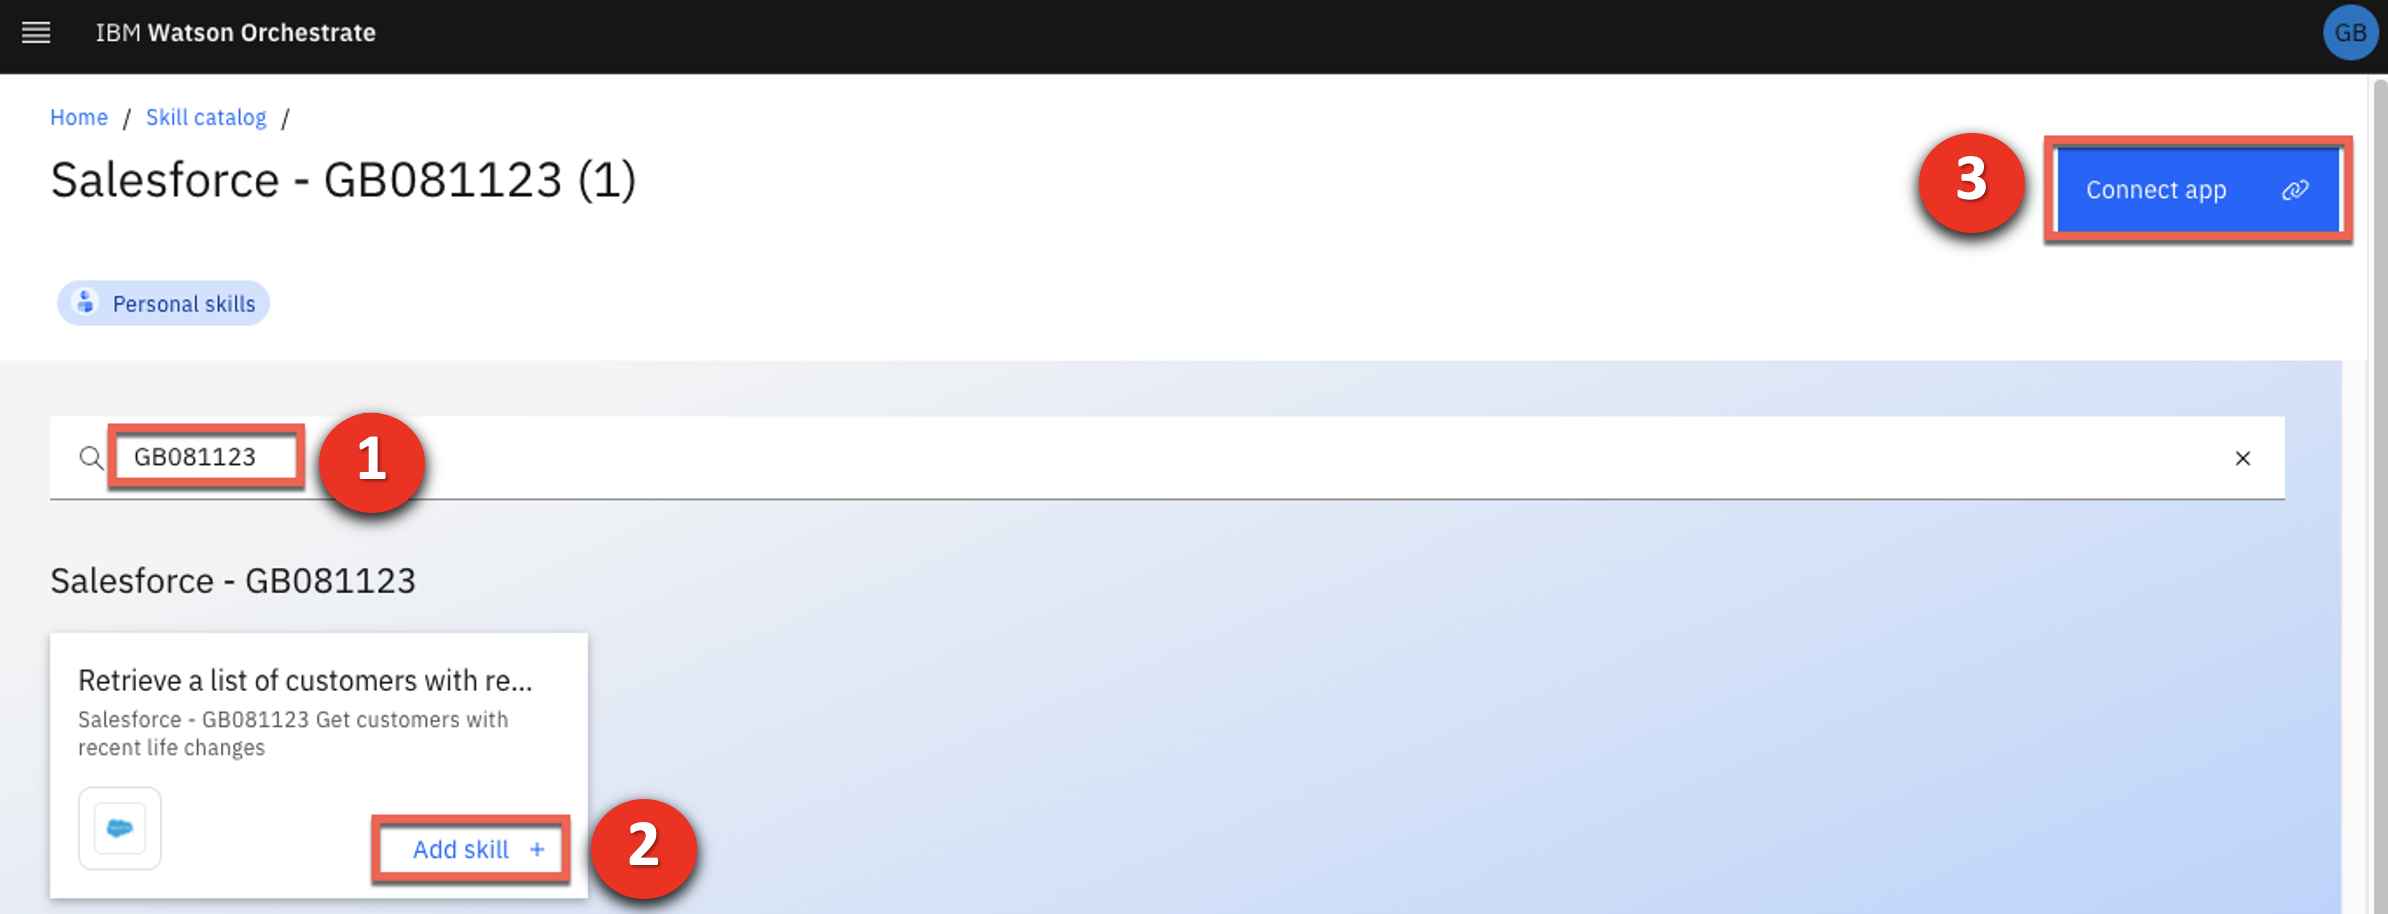 IBM Watson Orchestrate
GB
Home / Skill catalog /
Salesforce - GB081123 (1)
3
Connect app
Personal skills
GB081123
1
Salesforce - GB081123
Retrieve a list of customers with re...
Salesforce - GB081123 Get customers with
recent life changes
Add skill +
2